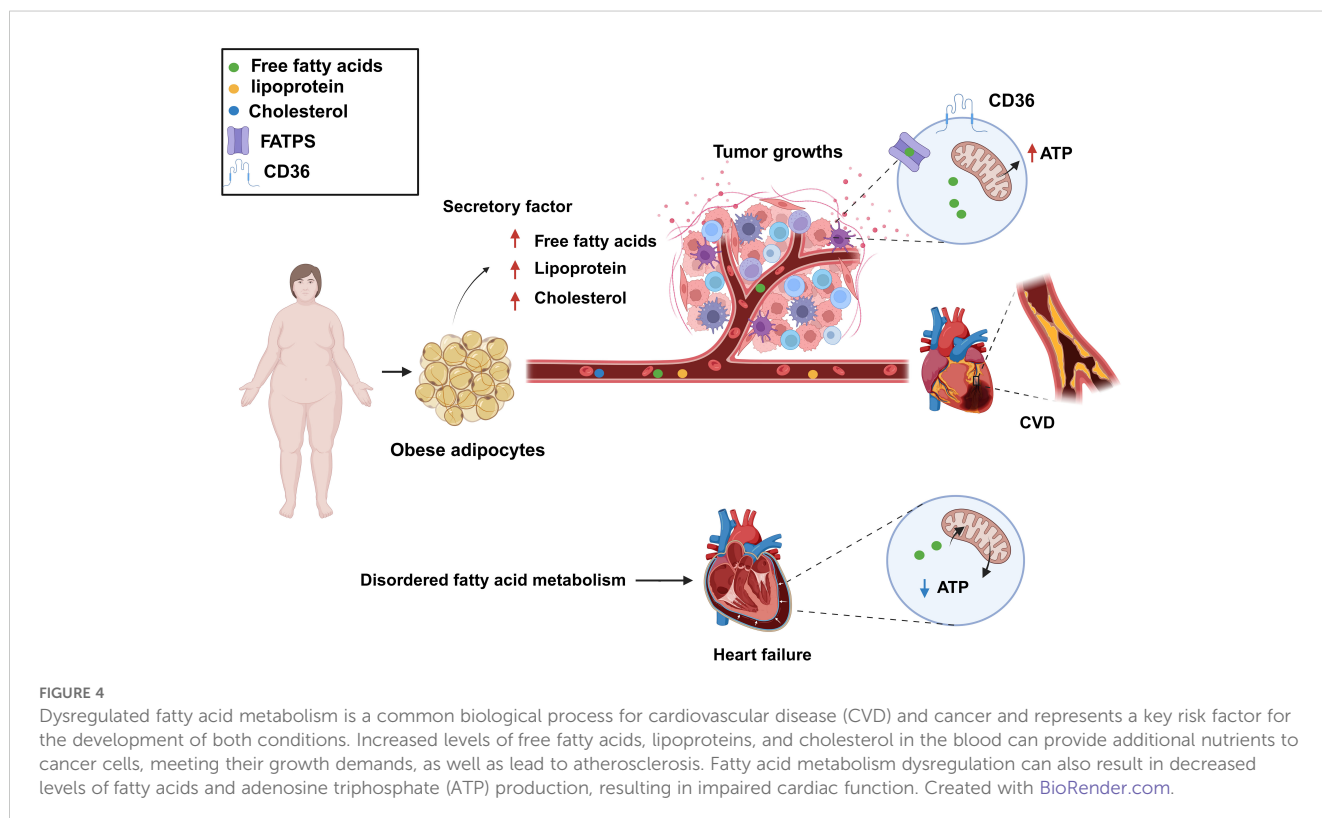 Free fatty acids
lipoprotein
Cholesterol
FATPS
CD36
Secretory factor
Free fatty acids
Lipoprotein
Cholesterol
Tumor growths
CD36
ATP
Obese adipocytes
CVD
Disordered fatty acid metabolism
ATP
Heart failure
FIGURE 4
Dysregulated fatty acid metabolism is a common biological process for cardiovascular disease (CVD) and cancer and represents a key risk factor for
the development of both conditions. Increased levels of free fatty acids, lipoproteins, and cholesterol in the blood can provide additional nutrients to
cancer cells, meeting their growth demands, as well as lead to atherosclerosis. Fatty acid metabolism dysregulation can also result in decreased
levels of fatty acids and adenosine triphosphate (ATP) production, resulting in impaired cardiac function. Created with BioRender.com.